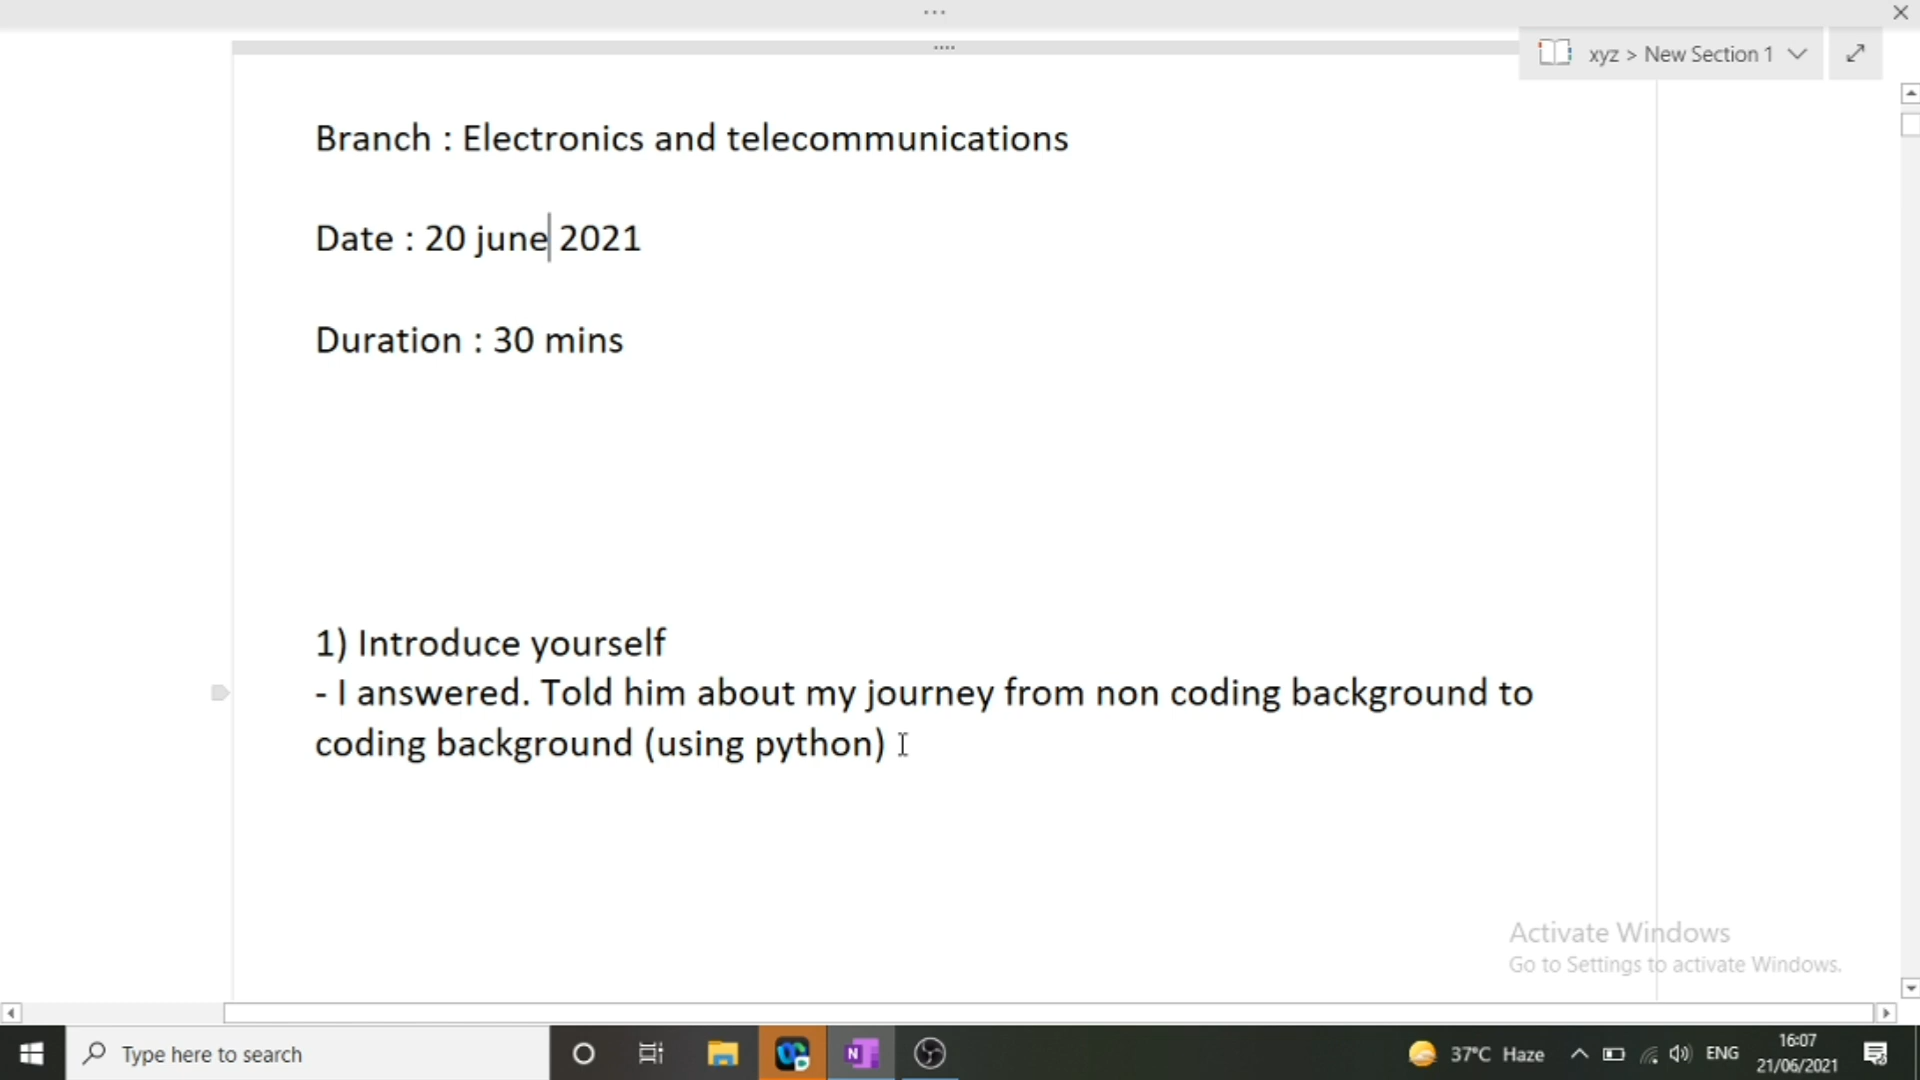 xyz > New Section 1
Branch : Electronics and telecommunications
Date : 20 june 2021
Duration : 30 mins
1) Introduce yourself
- I answered. Told him about my journey from non coding background to
coding background (using python)
Activate Windows
Go to Settings to activate Windows.
Type here to search
N
37°C Haze
ENG
16:07
21/06/2021